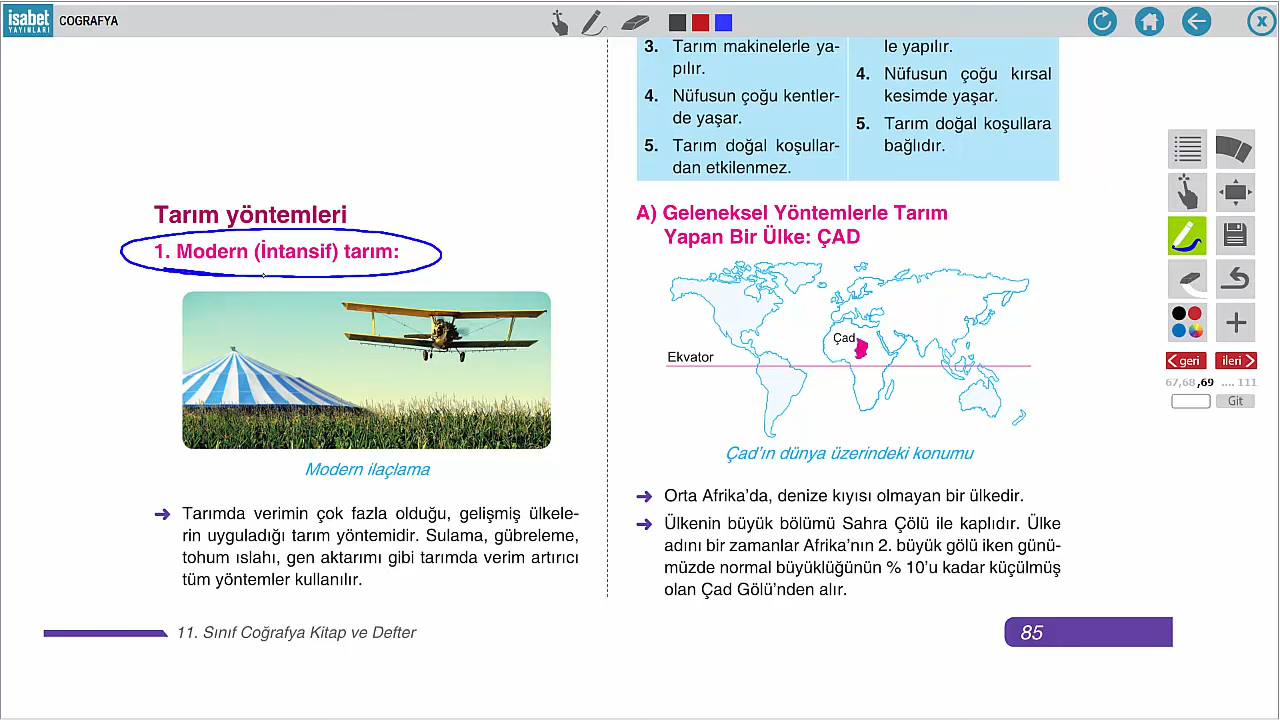 isabet
YAYINLARI
COGRAFYA
Tarım yöntemleri
1. Modern (İntansif) tarım:
Modern ilaçlama
➔ Tarımda verimin çok fazla olduğu, gelişmiş ülkele-
rin uyguladığı tarım yöntemidir. Sulama, gübreleme,
tohum ıslahı, gen aktarımı gibi tarımda verim artırıcı
tüm yöntemler kullanılır.
11. Sınıf Coğrafya Kitap ve Defter
3. Tarım makinelerle ya-
pılır.
4. Nüfusun çoğu kentler-
de yaşar.
5. Tarım doğal koşullar-
dan etkilenmez.
le yapılır.
4. Nüfusun çoğu kırsal
kesimde yaşar.
5. Tarım doğal koşullara
bağlıdır.
A) Geleneksel Yöntemlerle Tarım
Yapan Bir Ülke: ÇAD
Çad
Ekvator
Çad'ın dünya üzerindeki konumu
➔ Orta Afrika'da, denize kıyısı olmayan bir ülkedir.
➔ Ülkenin büyük bölümü Sahra Çölü ile kaplıdır. Ülke
adını bir zamanlar Afrika'nın 2. büyük gölü iken günü-
müzde normal büyüklüğünün % 10'u kadar küçülmüş
olan Çad Gölü'nden alır.
85
geri
ileri
67,68,69 .... 111
Git